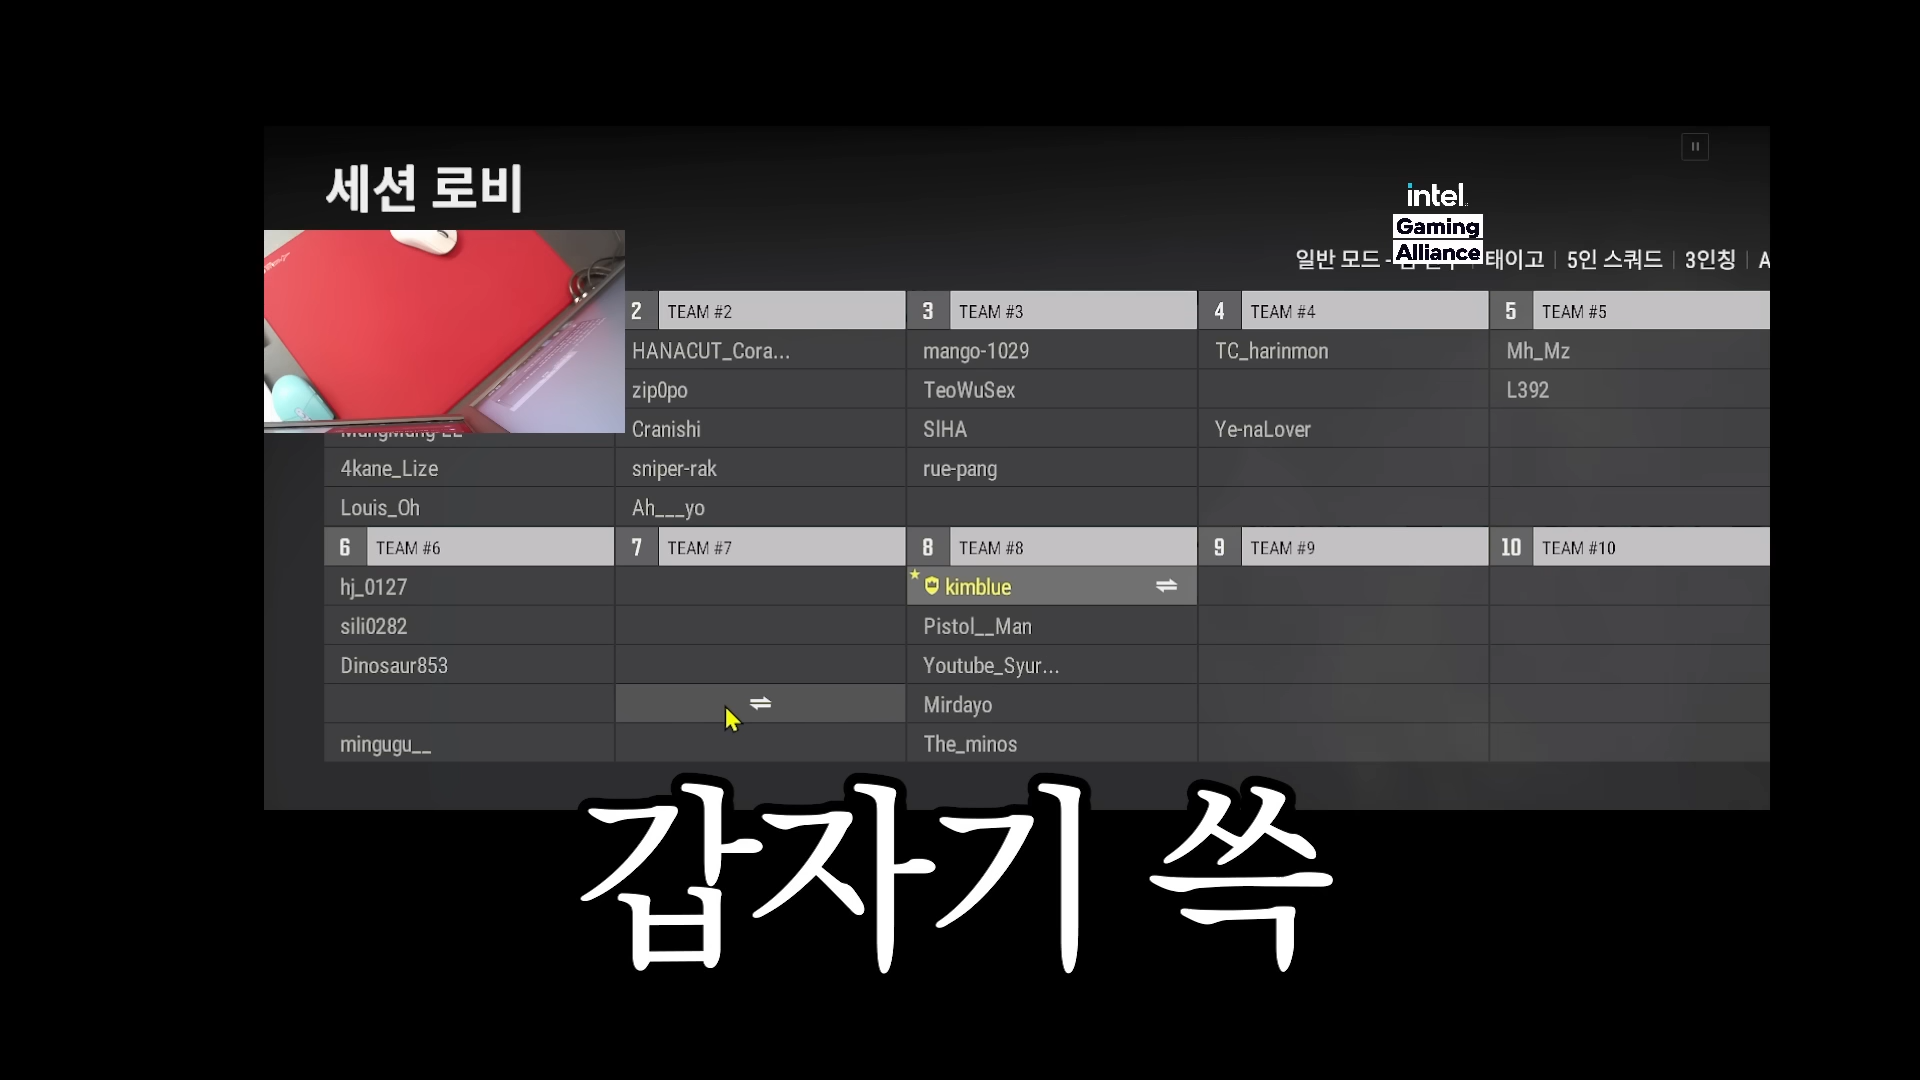 세션 로비
intel.
Gaming
Alliance
일반 모드 -
태이고
5인 스쿼드
3인칭
A
2 TEAM #2
3 TEAM #3
4 TEAM #4
5 TEAM #5
HANACUT_Cora...
mango-1029
TC_harinmon
Mh_Mz
zip0po
TeoWuSex
L392
Cranishi
SIHA
Ye-naLover
4kane_Lize
sniper-rak
rue-pang
Louis_Oh
Ah___yo
6 TEAM #6
7 TEAM #7
8 TEAM #8
9 TEAM #9
10 TEAM #10
hj_0127
kimblue
sili0282
Pistol__Man
Dinosaur853
Youtube_Syur...
Mirdayo
mingugu__
The_minos
갑자기 쓱